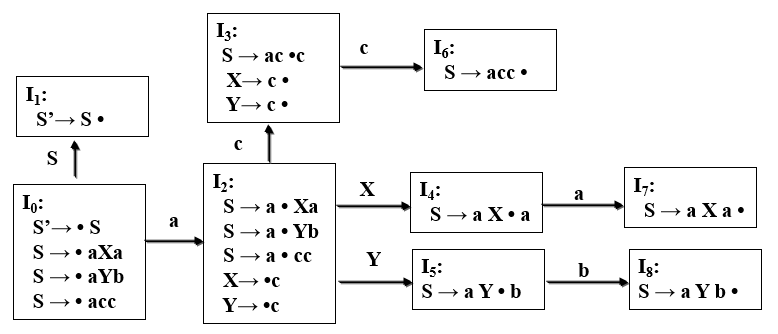 I₃:
S → ac •c
X→ c •
Y→ c •
c
I₆:
S → acc •
I₁:
S’→ S •
S
c
I₀:
S’→ • S
S → • aXa
S → • aYb
S → • acc
a
I₂:
S → a • Xa
S → a • Yb
S → a • cc
X→ •c
Y→ •c
X
I₄:
S → a X • a
a
I₇:
S → a X a •
Y
I₅:
S → a Y • b
b
I₈:
S → a Y b •